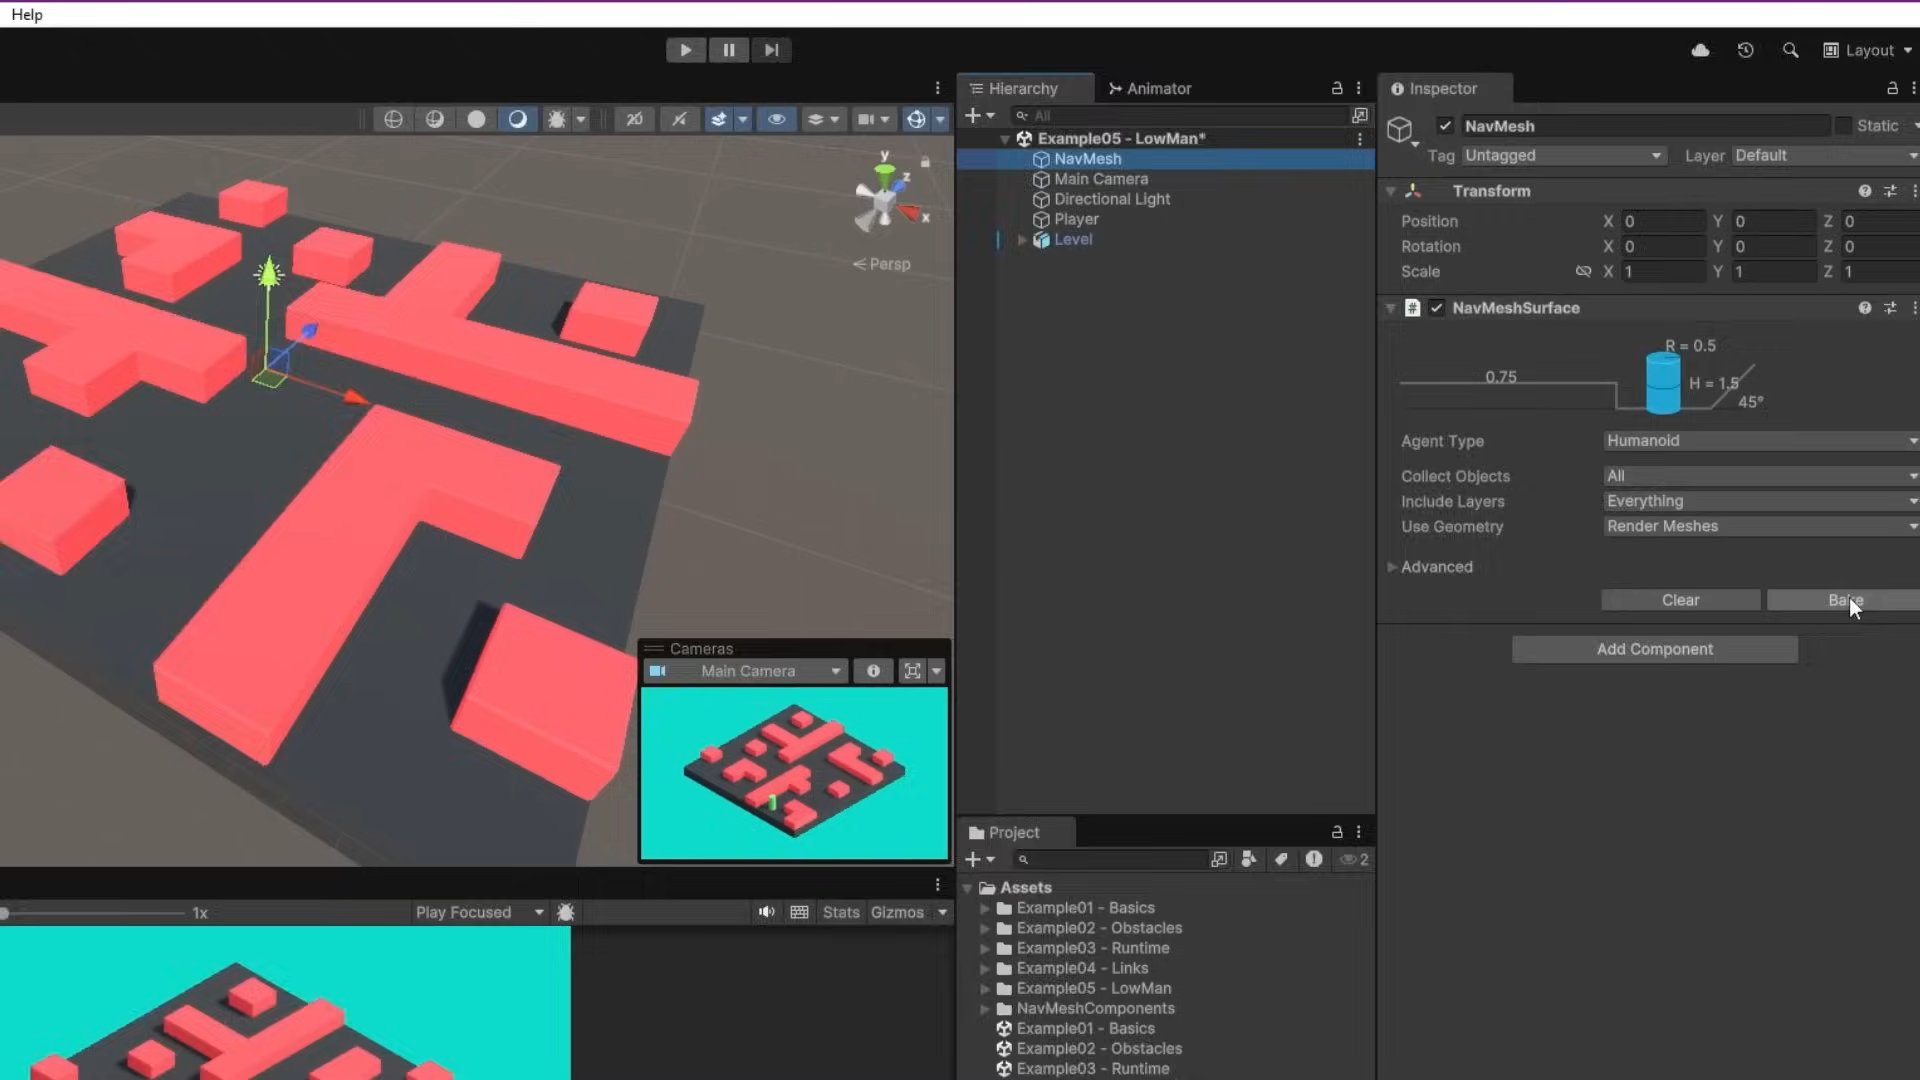 Help
Layout
Hierarchy
Animator
Inspector
All
Example05 - LowMan*
NavMesh
Main Camera
Directional Light
Player
Level
y
z
x
Persp
2D
NavMesh
Static
Tag Untagged
Layer Default
Transform
Position X 0 Y 0 Z 0
Rotation X 0 Y 0 Z 0
Scale X 1 Y 1 Z 1
NavMeshSurface
R = 0.5
0.75
H = 1.5
45°
Agent Type Humanoid
Collect Objects All
Include Layers Everything
Use Geometry Render Meshes
Advanced
Clear
Bake
Add Component
Cameras
Main Camera
Project
2
Assets
Example01 - Basics
Example02 - Obstacles
Example03 - Runtime
Example04 - Links
Example05 - LowMan
NavMeshComponents
Example01 - Basics
Example02 - Obstacles
Example03 - Runtime
1x
Play Focused
Stats
Gizmos